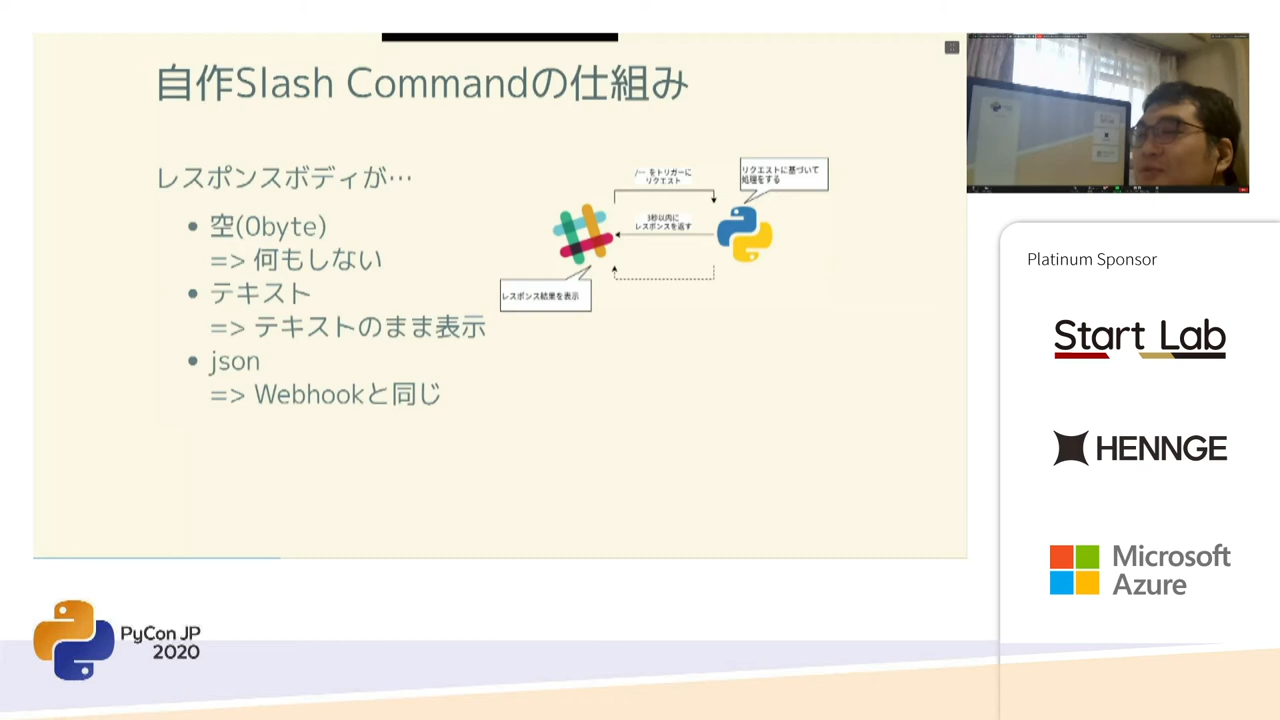 自作Slash Commandの仕組み
レスポンスボディが…
空(0byte)
=> 何もしない
テキスト
=> テキストのまま表示
json
=> Webhookと同じ
/~ をトリガーに
リクエスト
リクエストに基づいて
処理をする
3秒以内に
レスポンスを返す
レスポンス結果を表示
Platinum Sponsor
Start Lab
HENNGE
Microsoft
Azure
PyCon JP
2020